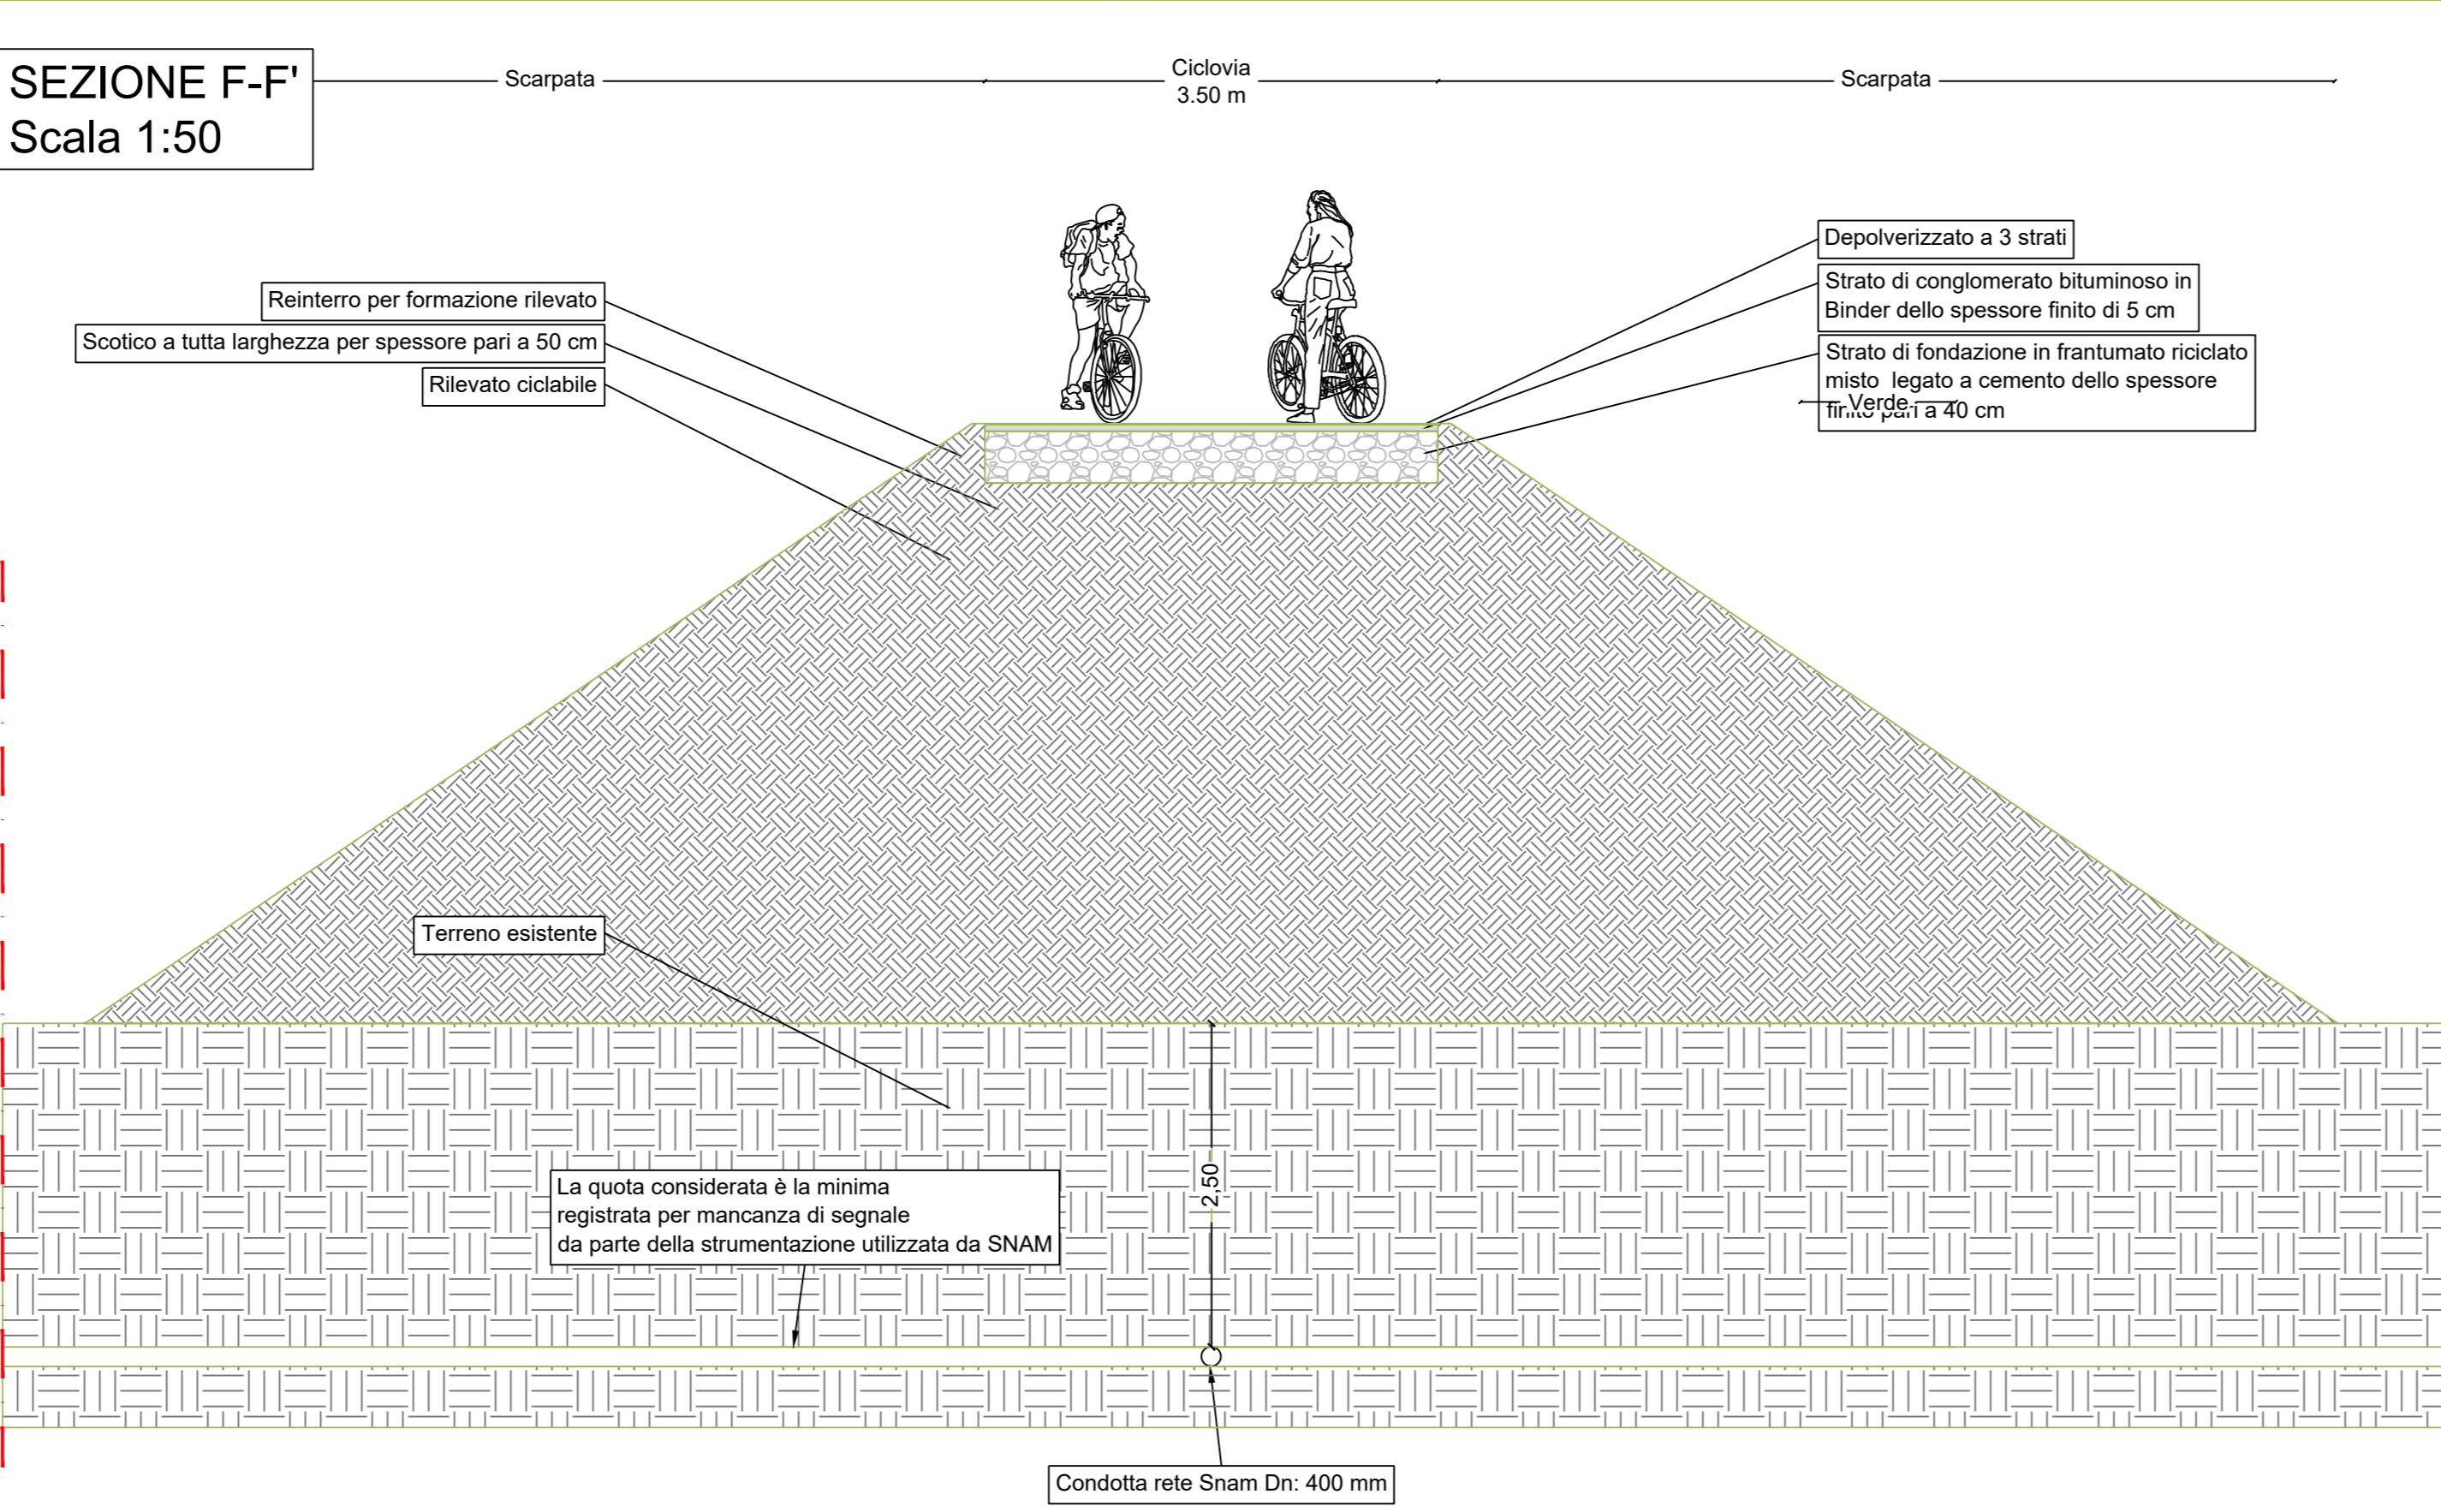 SEZIONE F-F'
Scala 1:50
Scarpata
Ciclovia
3.50 m
Scarpata
Reinterro per formazione rilevato
Scotico a tutta larghezza per spessore pari a 50 cm
Rilevato ciclabile
Depolverizzato a 3 strati
Strato di conglomerato bituminoso in
Binder dello spessore finito di 5 cm
Strato di fondazione in frantumato riciclato
misto legato a cemento dello spessore
finito pari a 40 cm
Verde
Terreno esistente
La quota considerata è la minima
registrata per mancanza di segnale
da parte della strumentazione utilizzata da SNAM
2,50
Condotta rete Snam Dn: 400 mm